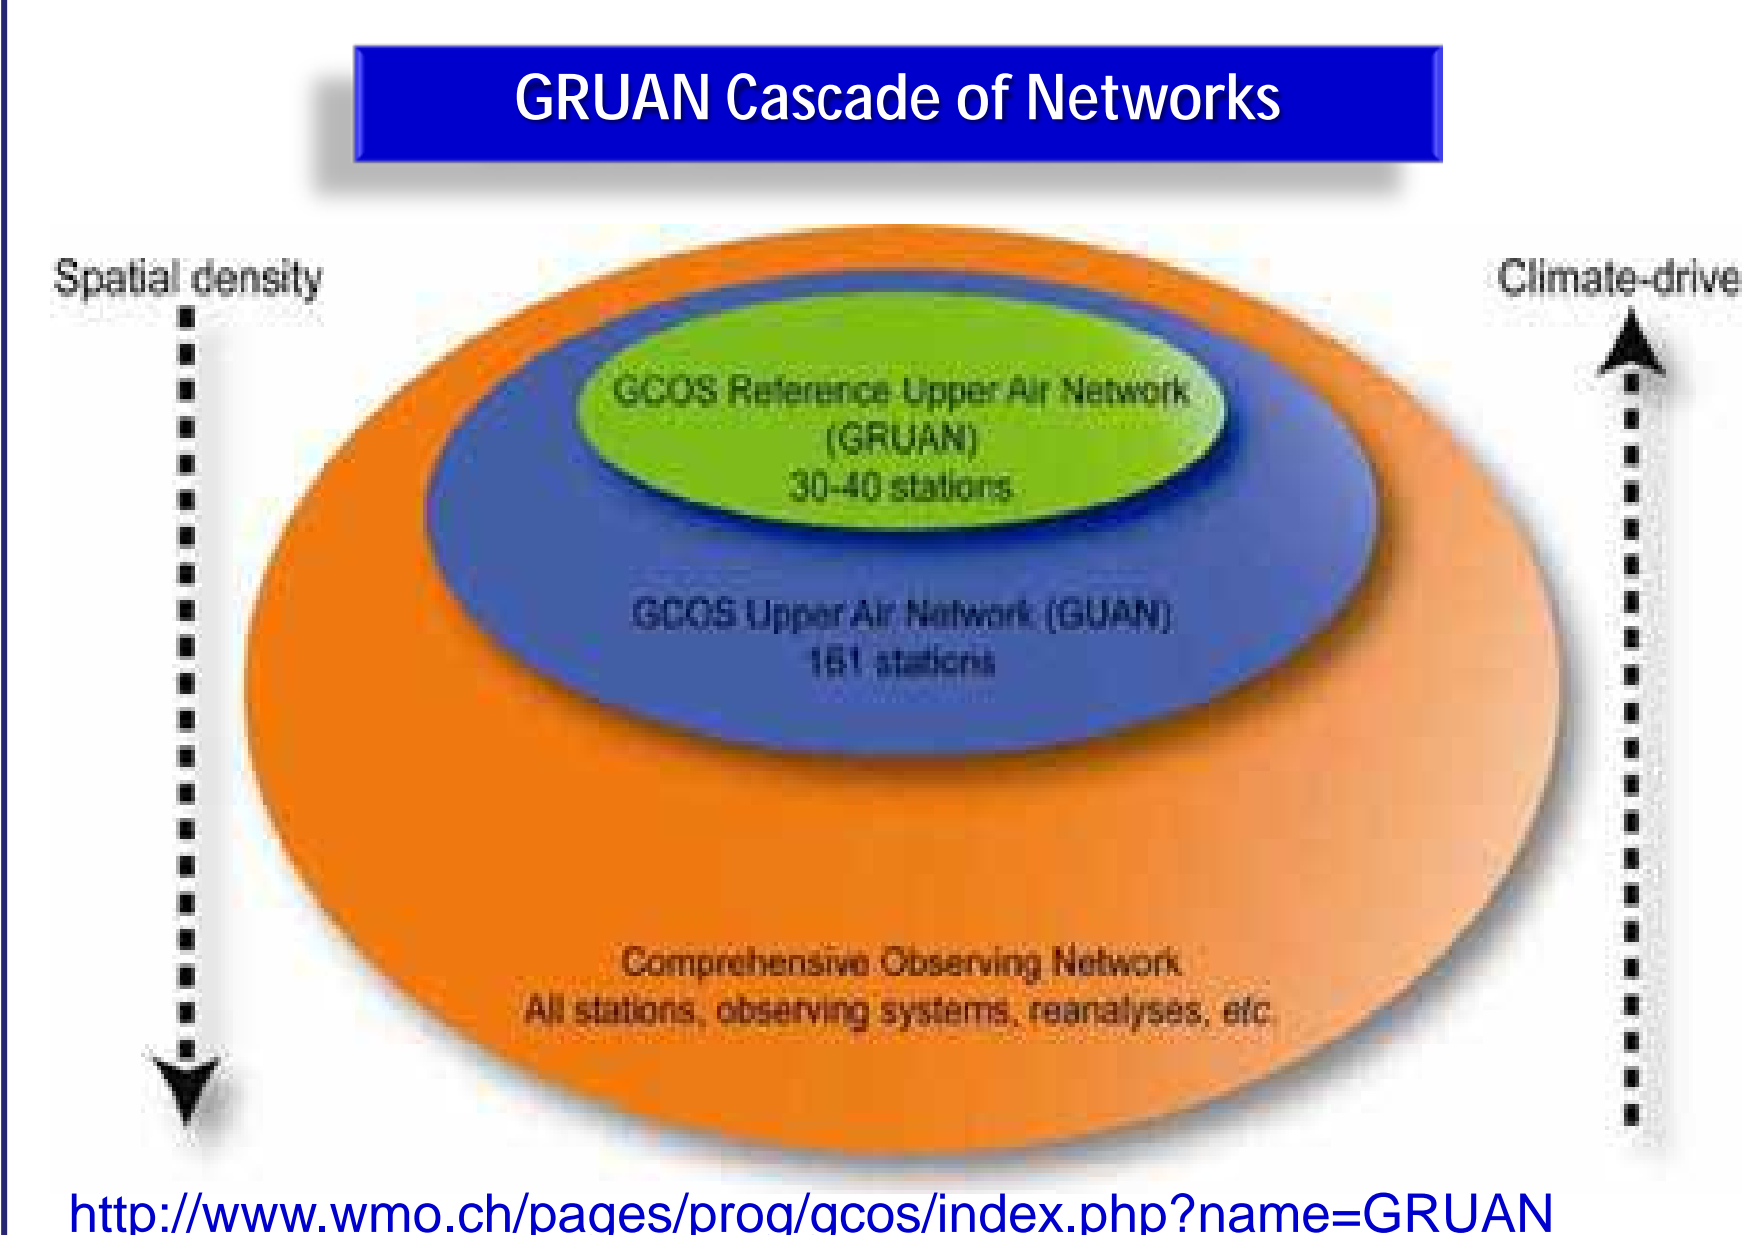 GRUAN Cascade of Networks
Spatial density
Climate-drive
GCOS Reference Upper Air Network
(GRUAN)
30-40 stations
GCOS Upper Air Network (GUAN)
161 stations
Comprehensive Observing Network
All stations, observing systems, reanalyses, etc.
http://www.wmo.ch/pages/prog/gcos/index.php?name=GRUAN